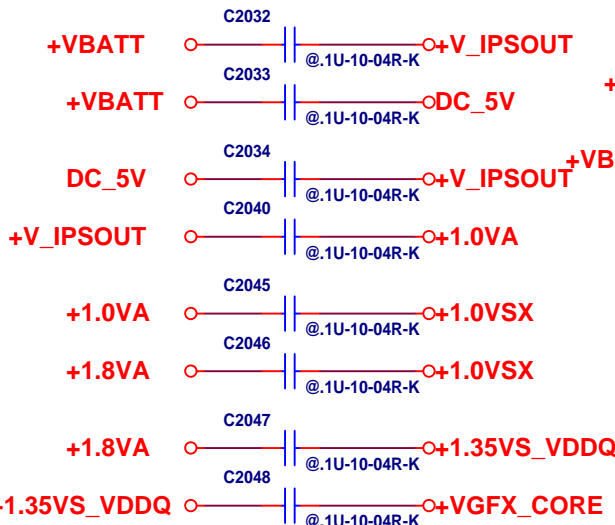 C2032
+VBATT +V_IPSOUT
@.1U-10-04R-K
C2033
+VBATT DC_5V
@.1U-10-04R-K
+
C2034
DC_5V +V_IPSOUT
@.1U-10-04R-K
+VB
C2040
+V_IPSOUT +1.0VA
@.1U-10-04R-K
C2045
+1.0VA +1.0VSX
@.1U-10-04R-K
C2046
+1.8VA +1.0VSX
@.1U-10-04R-K
C2047
+1.8VA +1.35VS_VDDQ
@.1U-10-04R-K
C2048
+1.35VS_VDDQ +VGFX_CORE
@.1U-10-04R-K